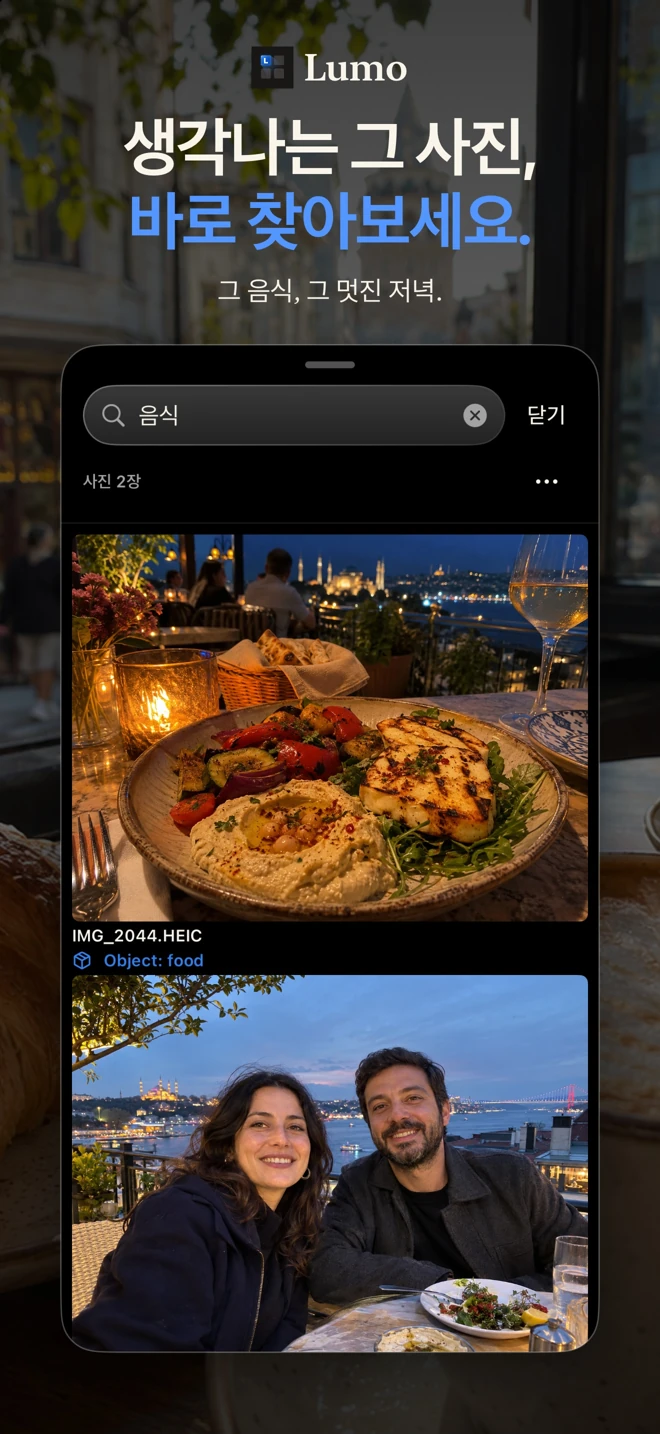 L
Lumo
생각나는 그 사진,
바로 찾아보세요.
그 음식, 그 멋진 저녁.
음식
닫기
사진 2장
IMG_2044.HEIC
Object: food